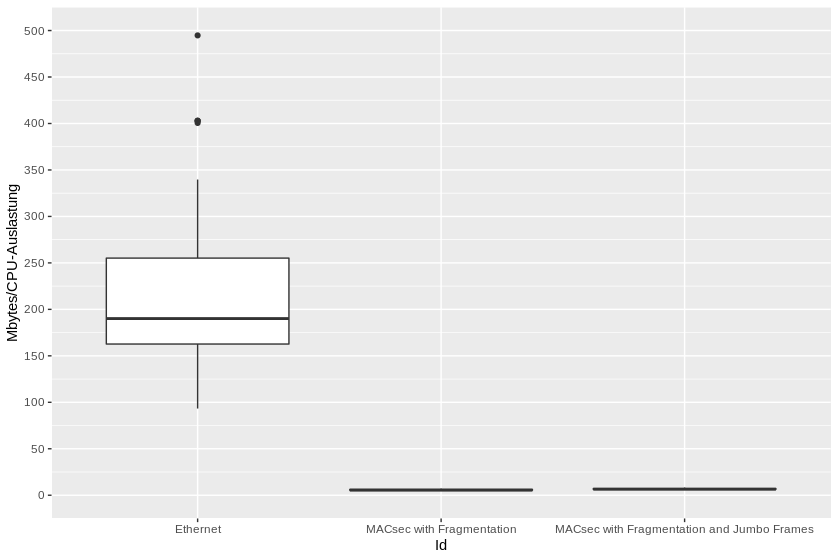 500
450
400
350
300
250
200
150
100
50
0
Mbytes/CPU-Auslastung
Ethernet
MACsec with Fragmentation
MACsec with Fragmentation and Jumbo Frames
Id